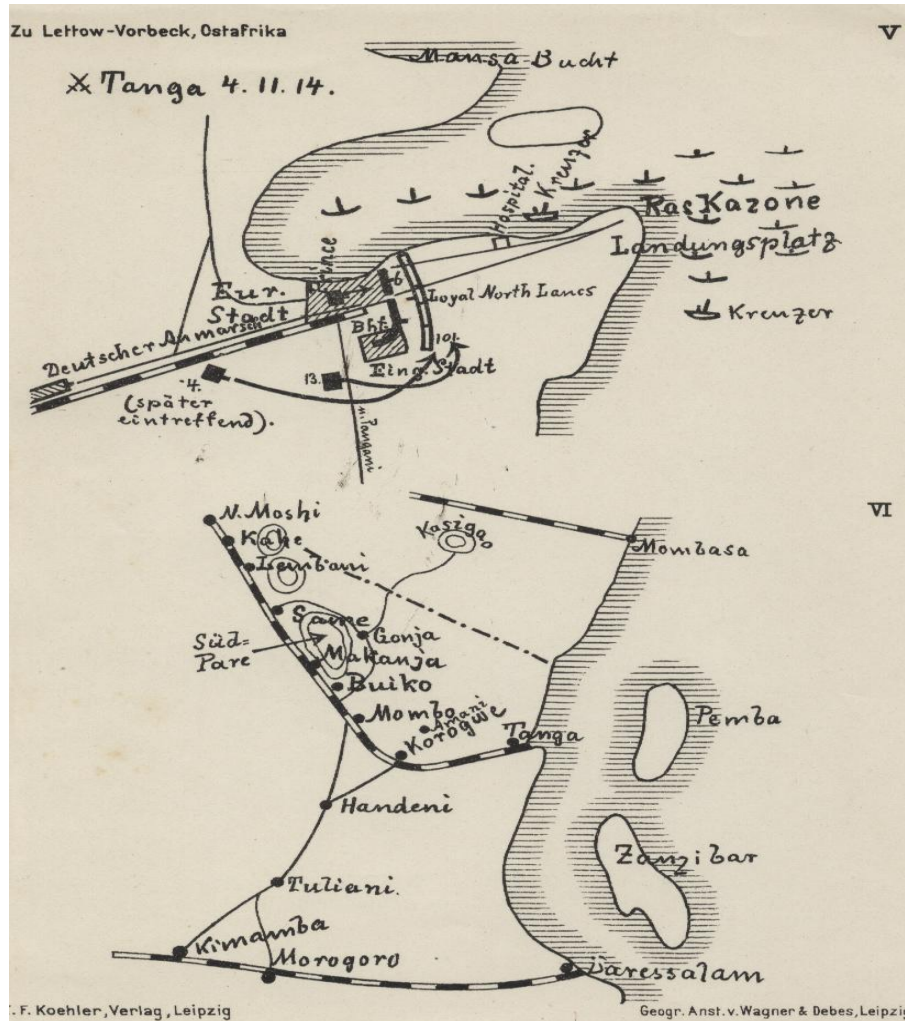 Zu Lettow-Vorbeck, Ostafrika
V
Tanga 4.11.14.
Mansa-Bucht
Hospital.
Kreuzer
Ras Kazone
Landungsplatz
Kreuzer
Prince
Eur.
Stadt
6
Loyal North Lancs
Bhf.
101.
Eing. Stadt
Deutscher Anmarsch
4.
(später
eintreffend).
13.
n. Pangani
VI
N. Moshi
Kahe
Lembani
Kasigao
Mombasa
Same
Gonja
Süd=
Pare
Makanja
Buiko
Mombo
Amani
Korogwe
Tanga
Pemba
Handeni
Zanzibar
Tuliani.
Kimamba
Morogoro
Daressalam
. F. Koehler, Verlag, Leipzig
Geogr. Anst. v. Wagner & Debes, Leipzig